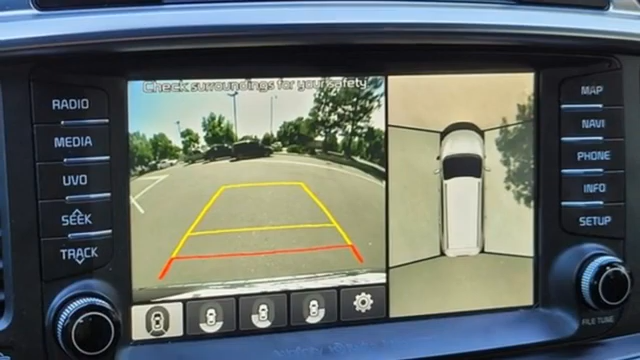 Check surroundings for your safety
RADIO
MEDIA
UVO
SEEK
TRACK
MAP
NAVI
PHONE
INFO
SETUP
FILE TUNE